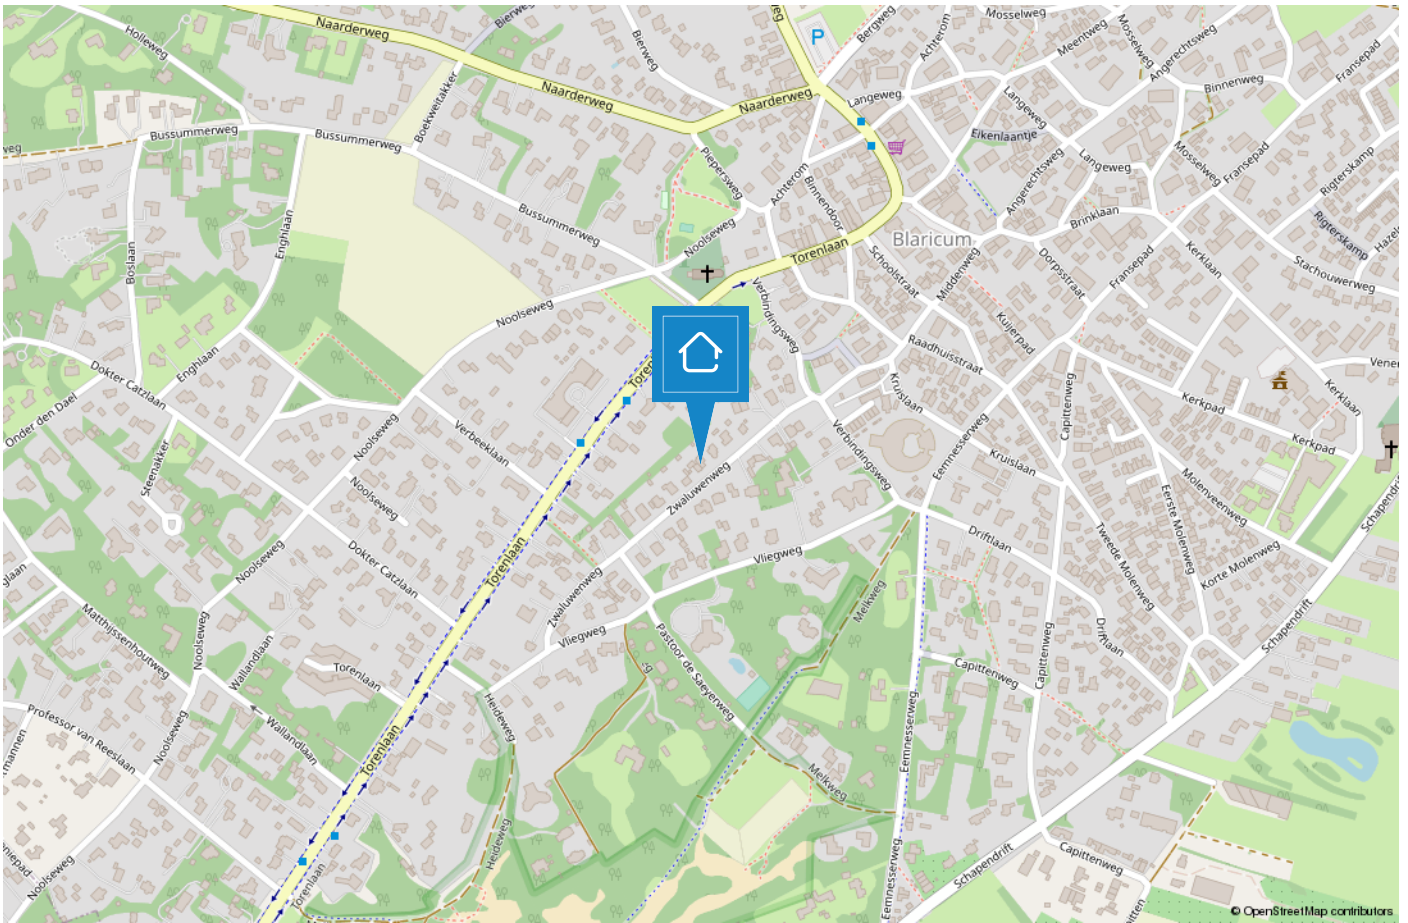 Naarderweg
Bierweg
Holleweg
Bierweg
Bergweg
Achterom
Mosselweg
Meentweg
Mosselweg
Angerechtsweg
Fransepad
P
Naarderweg
Naarderweg
Langeweg
Langeweg
Binnenweg
Boekweitakker
Bussummerweg
Bussummerweg
Eikenlaantje
Piepersweg
Achterom
Binnendoor
Angerechtsweg
Langeweg
Mosselweg
Fransepad
Rigterskamp
Enghlaan
Bussummerweg
Noolseweg
Torenlaan
Blaricum
Brinklaan
Rigterskamp
Boslaan
Schoolstraat
Middenweg
Dorpsstraat
Fransepad
Kerklaan
Stachouwerweg
Noolseweg
Verbindingsweg
Kuijerpad
Raadhuisstraat
Enghlaan
Dokter Catzlaan
Kruislaan
Capittenweg
Kerkpad
Kerklaan
Onder den Dael
Noolseweg
Verbeeklaan
Verbindingsweg
Eemnesserweg
Kruislaan
Kerkpad
Steenakker
Noolseweg
Zwaluwenweg
Molenveenweg
Eerste Molenweg
Schapendrift
Noolseweg
Dokter Catzlaan
Torenlaan
Vliegweg
Driftlaan
Tweede Molenweg
Korte Molenweg
Matthijssenhoutweg
Noolseweg
Wallandlaan
Zwaluwenweg
Vliegweg
Melkweg
Driftlaan
Schapendrift
Torenlaan
Pastoor de Saeyerweg
Capittenweg
Capittenweg
Heideweg
Professor van Reeslaan
Noolseweg
Wallandlaan
Torenlaan
Eemnesserweg
Melkweg
Heideweg
Noolseweg
Torenlaan
Eemnesserweg
Schapendrift
Capittenweg
© OpenStreetMap contributors